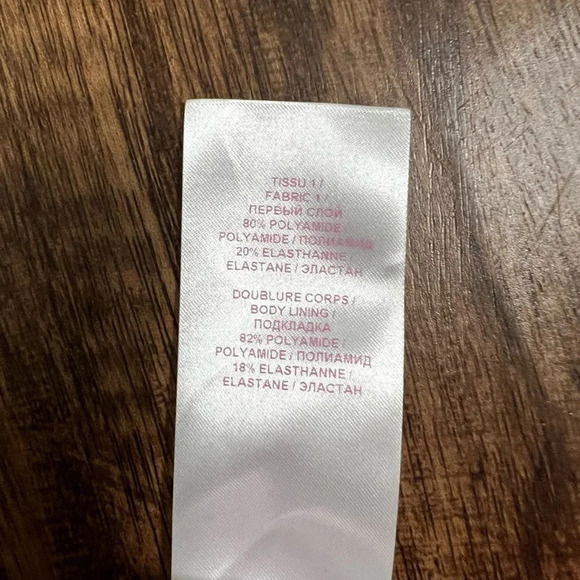 TISSU 1 /
FABRIC 1 /
ПЕРВЫЙ СЛОЙ
80% POLYAMIDE
POLYAMIDE / ПОЛИАМИД
20% ELASTHANNE /
ELASTANE / ЭЛАСТАН
DOUBLURE CORPS /
BODY LINING /
ПОДКЛАДКА
82% POLYAMIDE /
POLYAMIDE / ПОЛИАМИД
18% ELASTHANNE /
ELASTANE / ЭЛАСТАН